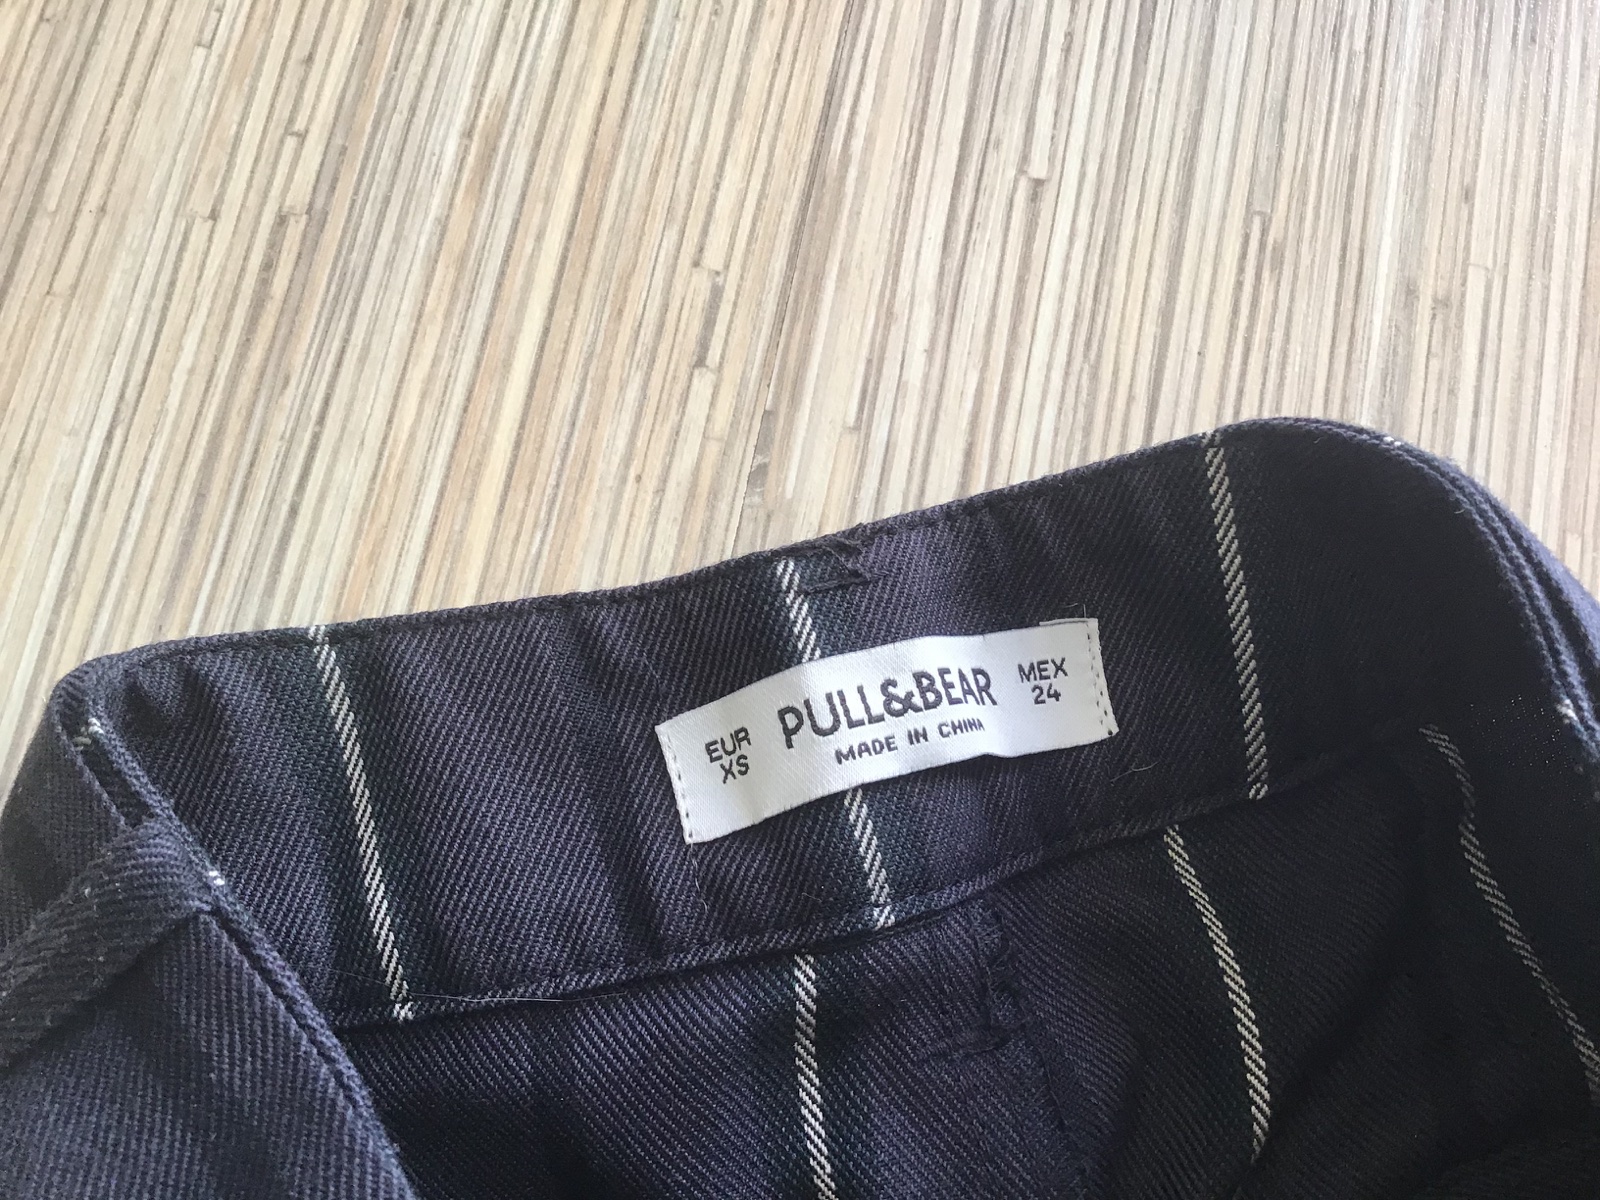 EUR
XS
PULL&BEAR
MADE IN CHINA
MEX
24